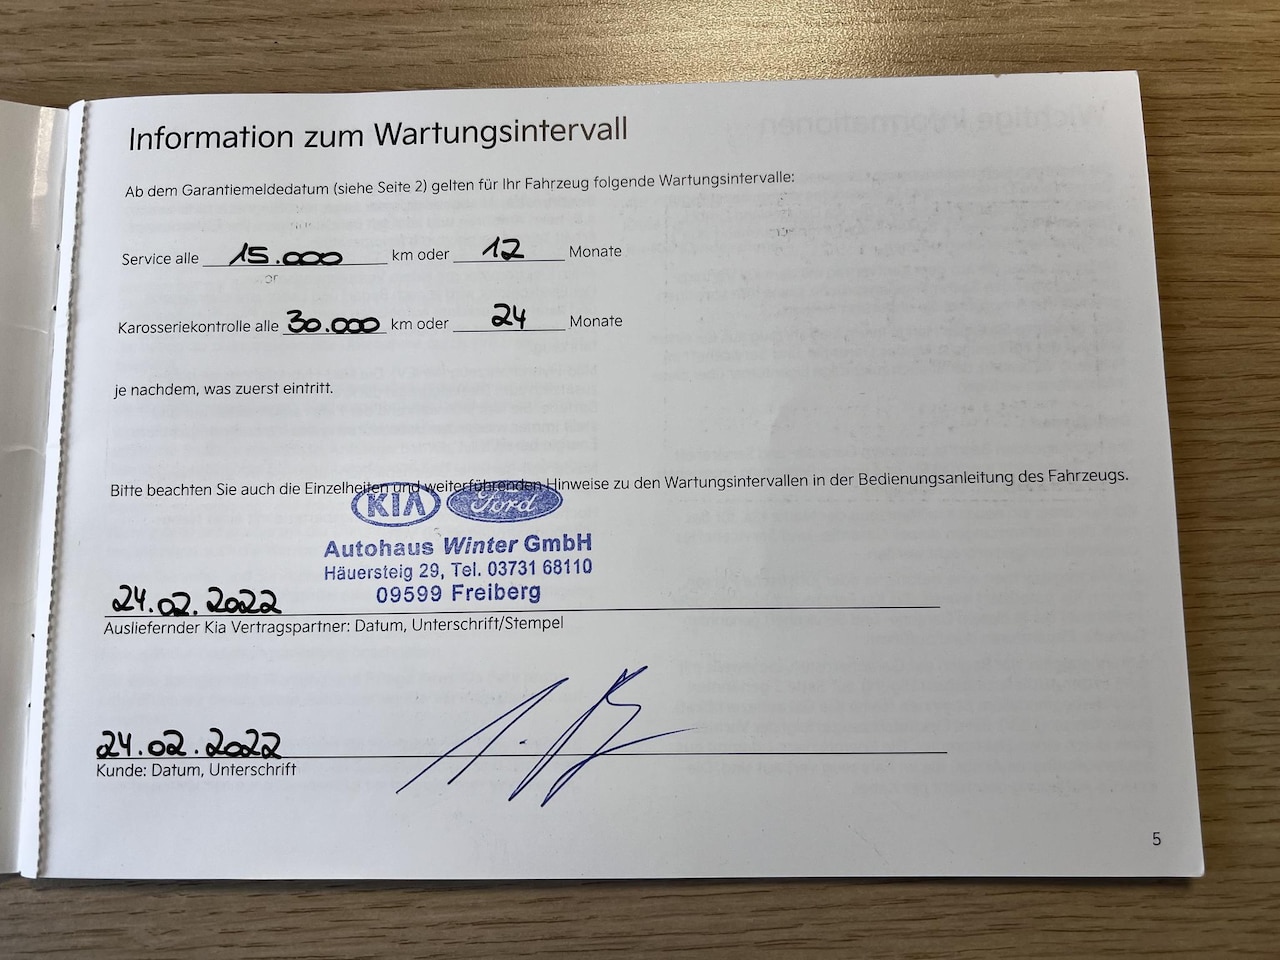 Information zum Wartungsintervall
Ab dem Garantiemeldedatum (siehe Seite 2) gelten für Ihr Fahrzeug folgende Wartungsintervalle:
Service alle 15.000 km oder 12 Monate
Karosseriekontrolle alle 30.000 km oder 24 Monate
je nachdem, was zuerst eintritt.
Bitte beachten Sie auch die Einzelheiten und weiterführenden Hinweise zu den Wartungsintervallen in der Bedienungsanleitung des Fahrzeugs.
KIA Ford
Autohaus Winter GmbH
Häuersteig 29, Tel. 03731 68110
09599 Freiberg
24.02.2022
Ausliefernder Kia Vertragspartner: Datum, Unterschrift/Stempel
24.02.2022
Kunde: Datum, Unterschrift
5